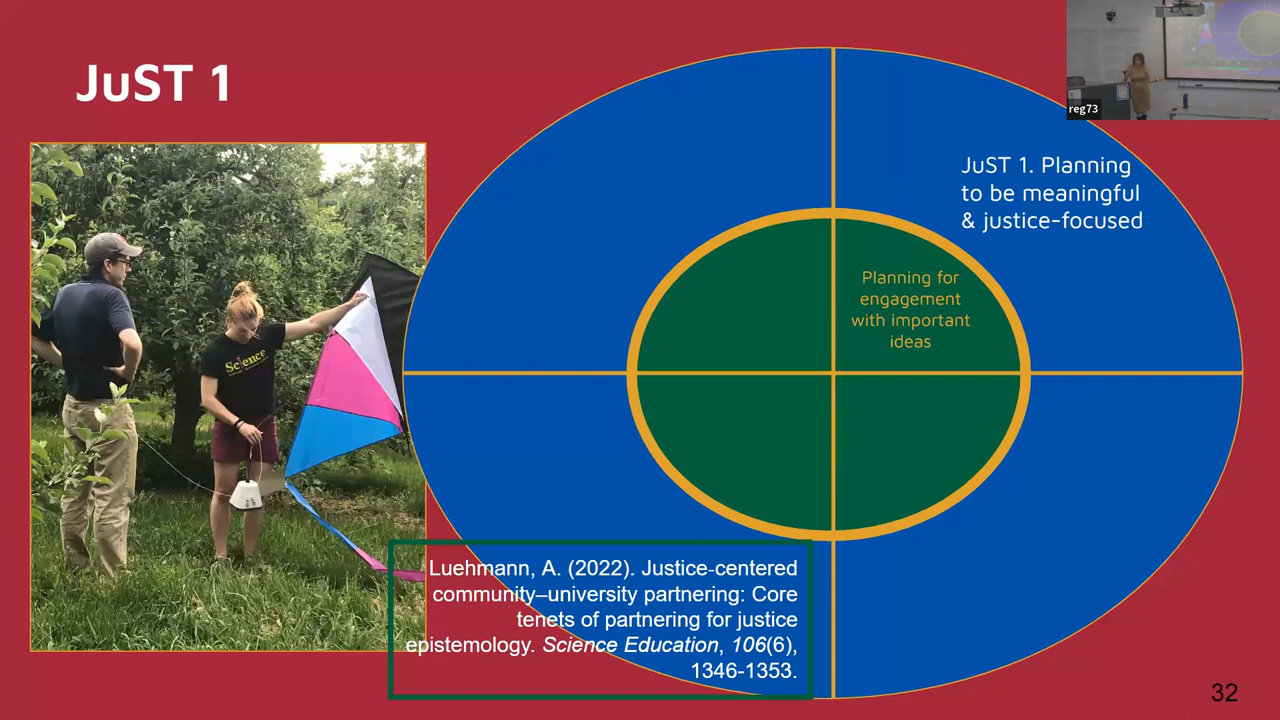 JuST 1
reg73
JuST 1. Planning
to be meaningful
& justice-focused
Planning for
engagement
with important
ideas
Science
Luehmann, A. (2022). Justice-centered
community–university partnering: Core
tenets of partnering for justice
epistemology. Science Education, 106(6),
1346-1353.
32